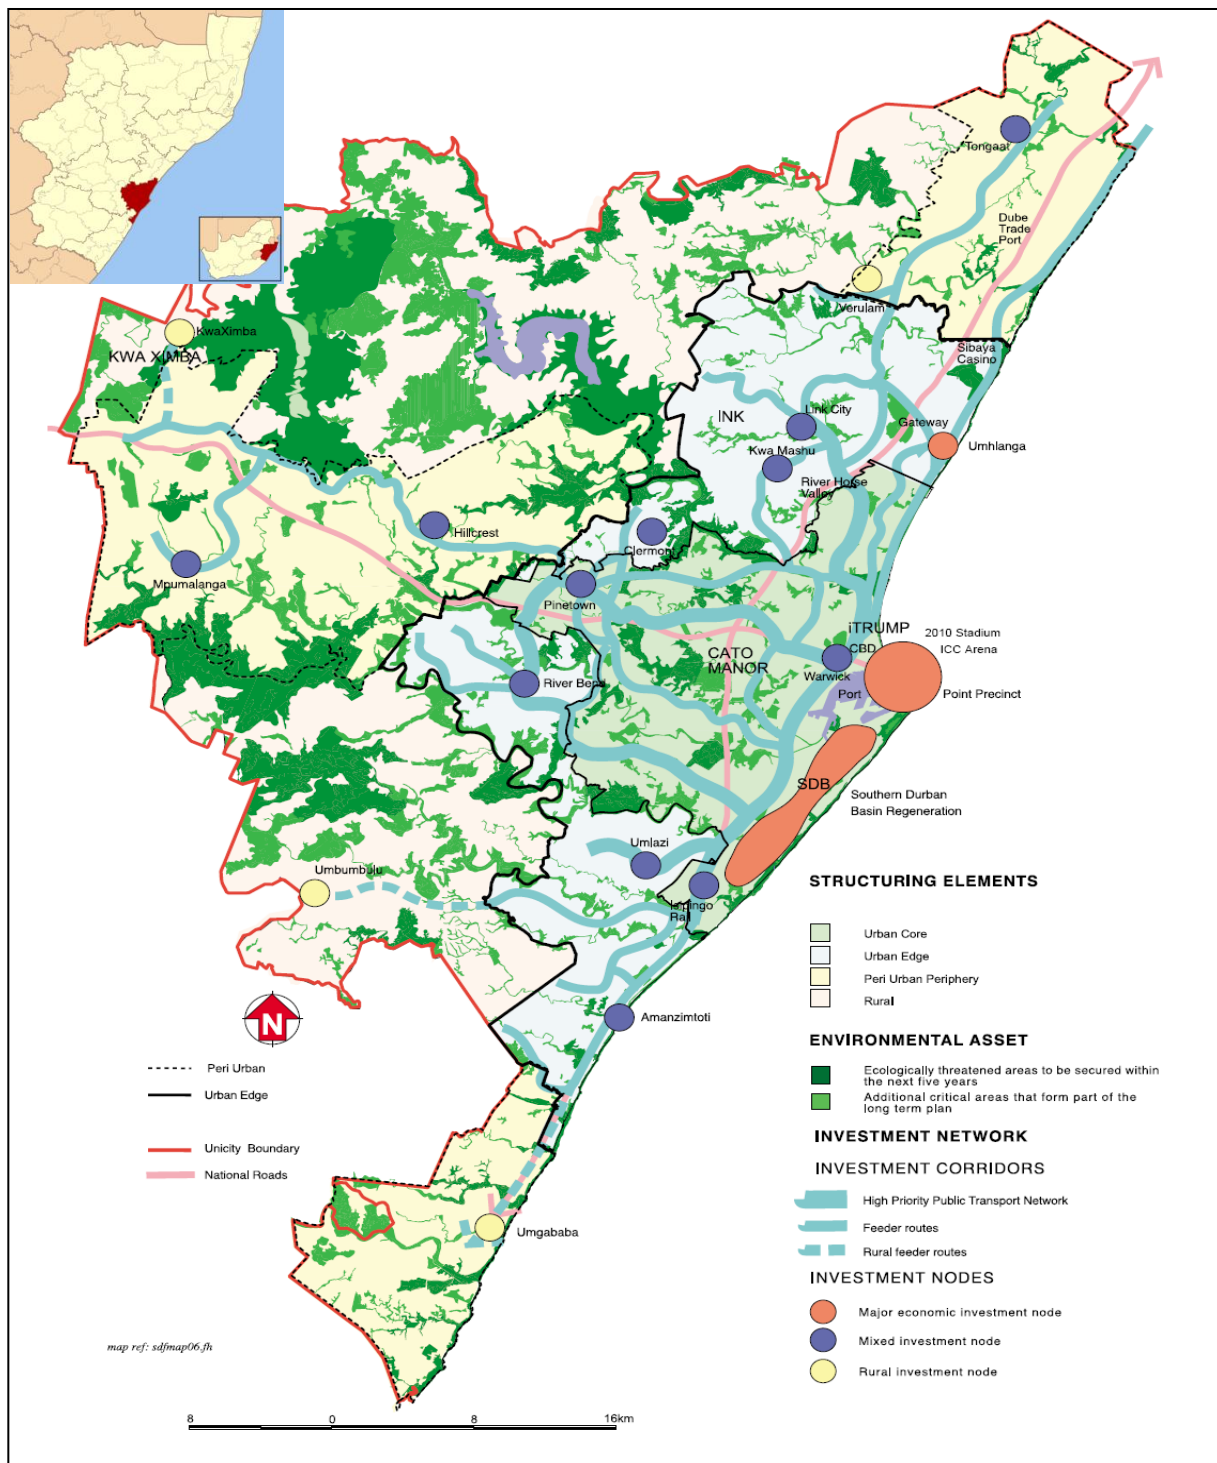 Tongaat
Dube
Trade
Port
Verulam
KwaXimba
KWA XIMBA
Sibaya
Casino
INK
Link City
Gateway
Umhlanga
Kwa Mashu
River Horse
Valley
Hillcrest
Clermont
Mpumalanga
Pinetown
iTRUMP
2010 Stadium
ICC Arena
CATO
MANOR
CBD
Warwick
Port
Point Precinct
River Bend
SDB
Southern Durban
Basin Regeneration
Umlazi
Umbumbulu
Isipingo
Rail
STRUCTURING ELEMENTS
Urban Core
Urban Edge
Peri Urban Periphery
Rural
N
Amanzimtoti
ENVIRONMENTAL ASSET
Ecologically threatened areas to be secured within
the next five years
Additional critical areas that form part of the
long term plan
Peri Urban
Urban Edge
Unicity Boundary
National Roads
INVESTMENT NETWORK
INVESTMENT CORRIDORS
High Priority Public Transport Network
Feeder routes
Rural feeder routes
Umgababa
INVESTMENT NODES
Major economic investment node
Mixed investment node
Rural investment node
map ref: sdfmap06.fh
8 0 8 16km